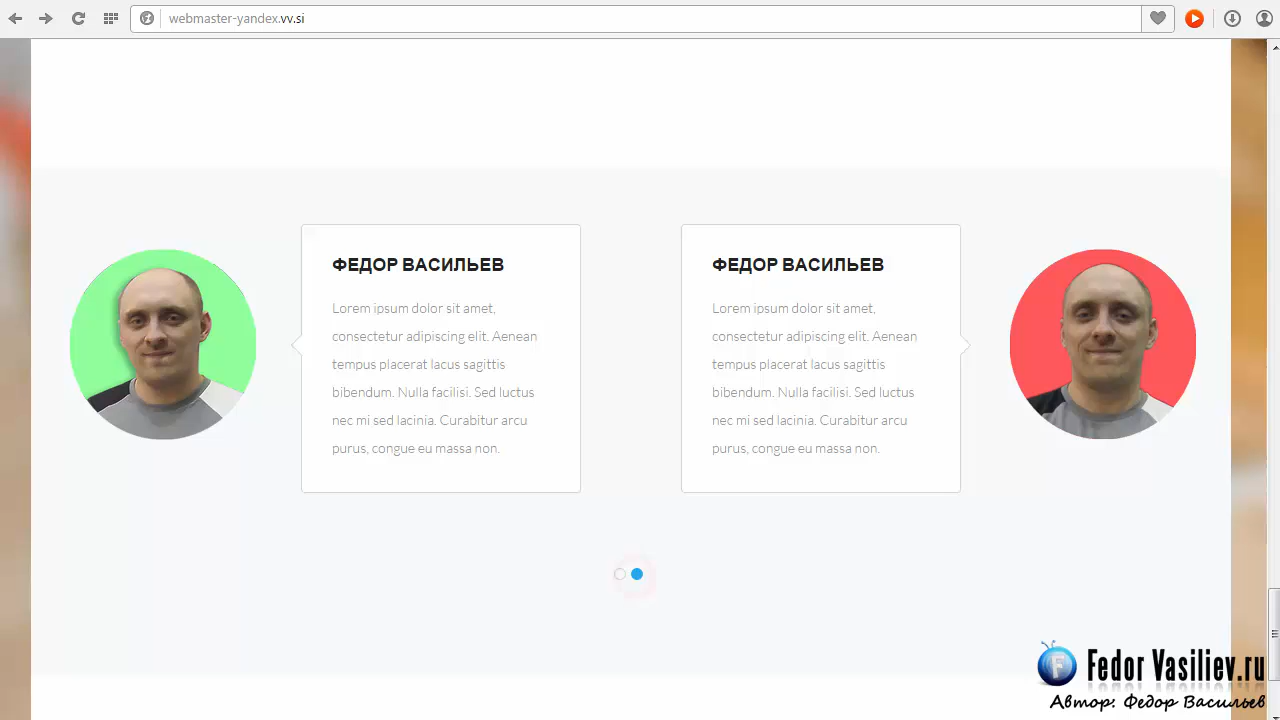 webmaster-yandex.vv.si
ФЕДОР ВАСИЛЬЕВ
Lorem ipsum dolor sit amet,
consectetur adipiscing elit. Aenean
tempus placerat lacus sagittis
bibendum. Nulla facilisi. Sed luctus
nec mi sed lacinia. Curabitur arcu
purus, congue eu massa non.
ФЕДОР ВАСИЛЬЕВ
Lorem ipsum dolor sit amet,
consectetur adipiscing elit. Aenean
tempus placerat lacus sagittis
bibendum. Nulla facilisi. Sed luctus
nec mi sed lacinia. Curabitur arcu
purus, congue eu massa non.
F Fedor Vasiliev.ru
Автор: Федор Васильев